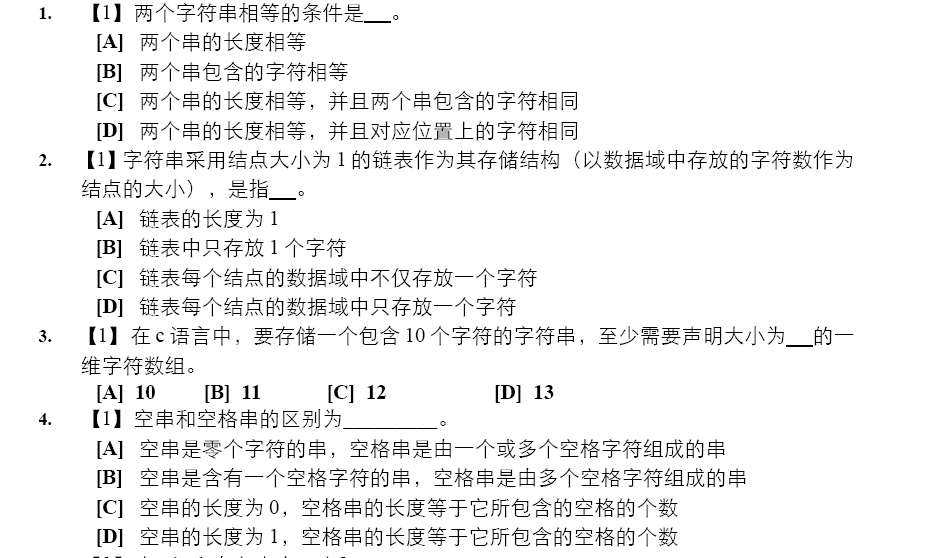 1. 【1】两个字符串相等的条件是___。
[A] 两个串的长度相等
[B] 两个串包含的字符相等
[C] 两个串的长度相等，并且两个串包含的字符相同
[D] 两个串的长度相等，并且对应位置上的字符相同
2. 【1】字符串采用结点大小为 1 的链表作为其存储结构（以数据域中存放的字符数作为
结点的大小），是指___。
[A] 链表的长度为 1
[B] 链表中只存放 1 个字符
[C] 链表每个结点的数据域中不仅存放一个字符
[D] 链表每个结点的数据域中只存放一个字符
3. 【1】在 c 语言中，要存储一个包含 10 个字符的字符串，至少需要声明大小为___的一
维字符数组。
[A] 10 [B] 11 [C] 12 [D] 13
4. 【1】空串和空格串的区别为_________。
[A] 空串是零个字符的串，空格串是由一个或多个空格字符组成的串
[B] 空串是含有一个空格字符的串，空格串是由多个空格字符组成的串
[C] 空串的长度为 0，空格串的长度等于它所包含的空格的个数
[D] 空串的长度为 1，空格串的长度等于它所包含的空格的个数